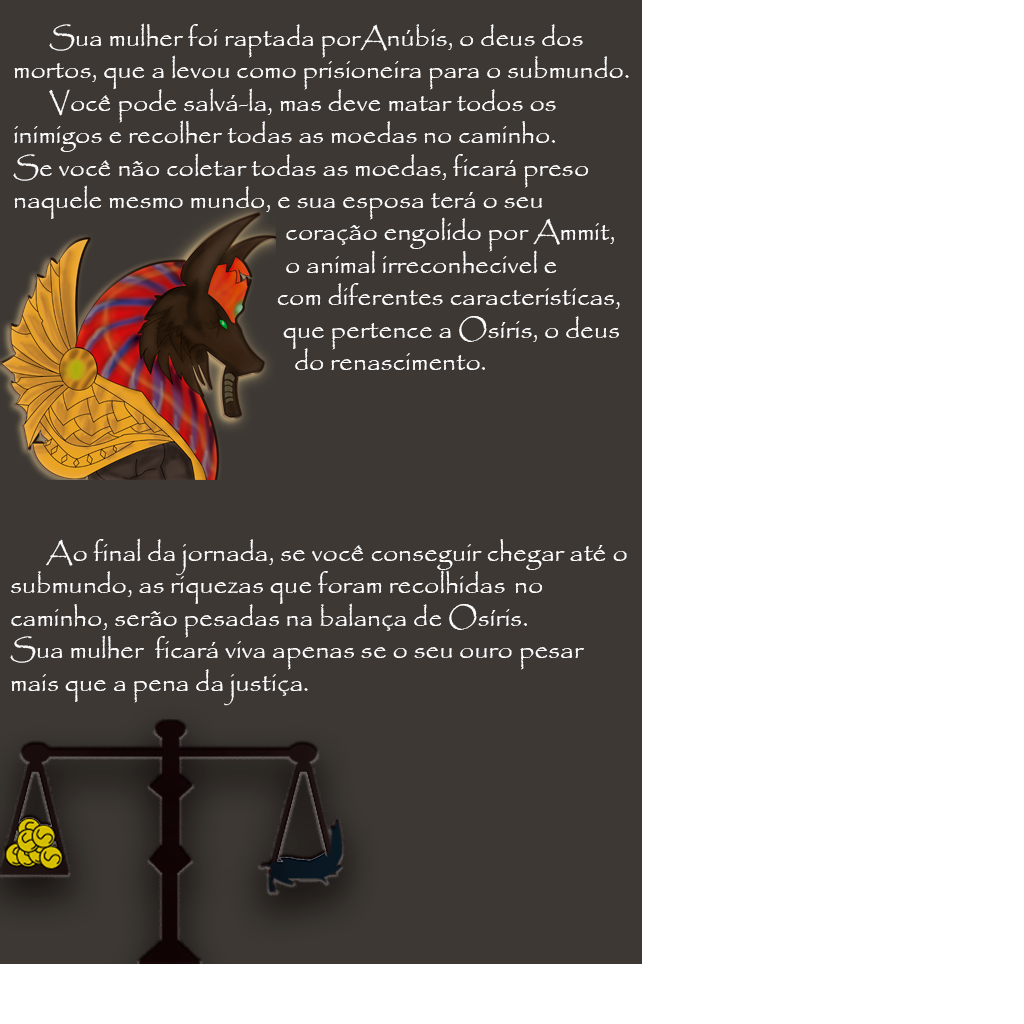 Sua mulher foi raptada porAnúbis, o deus dos
mortos, que a levou como prisioneira para o submundo.
Você pode salvá-la, mas deve matar todos os
inimigos e recolher todas as moedas no caminho.
Se você não coletar todas as moedas, ficará preso
naquele mesmo mundo, e sua esposa terá o seu
coração engolido por Ammit,
o animal irreconhecivel e
com diferentes caracteristicas,
que pertence a Osíris, o deus
do renascimento.
Ao final da jornada, se você conseguir chegar até o
submundo, as riquezas que foram recolhidas no
caminho, serão pesadas na balança de Osíris.
Sua mulher ficará viva apenas se o seu ouro pesar
mais que a pena da justiça.